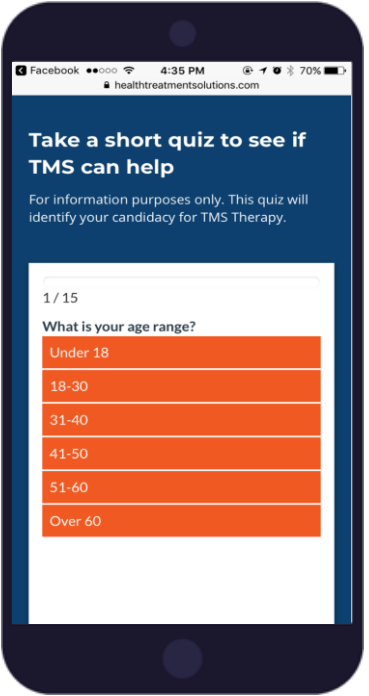 Facebook 4:35 PM 70%
healthtreatmentsolutions.com
Take a short quiz to see if
TMS can help
For information purposes only. This quiz will
identify your candidacy for TMS Therapy.
1 / 15
What is your age range?
Under 18
18-30
31-40
41-50
51-60
Over 60